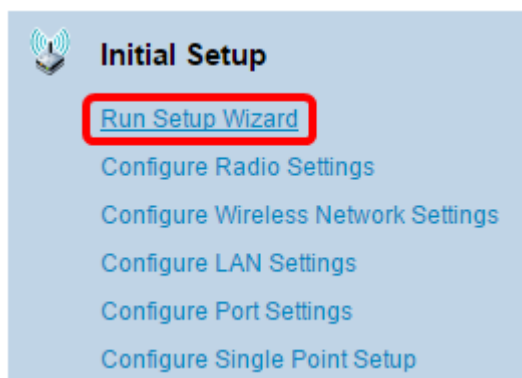 Initial Setup
Run Setup Wizard
Configure Radio Settings
Configure Wireless Network Settings
Configure LAN Settings
Configure Port Settings
Configure Single Point Setup